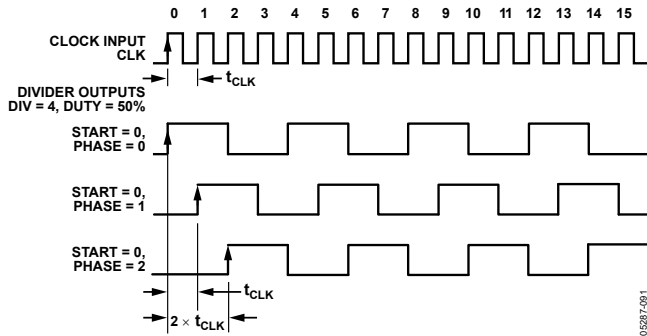 0 1 2 3 4 5 6 7 8 9 10 11 12 13 14 15
CLOCK INPUT
CLK
tCLK
DIVIDER OUTPUTS
DIV = 4, DUTY = 50%
START = 0,
PHASE = 0
START = 0,
PHASE = 1
START = 0,
PHASE = 2
tCLK
2 × tCLK
05287-091